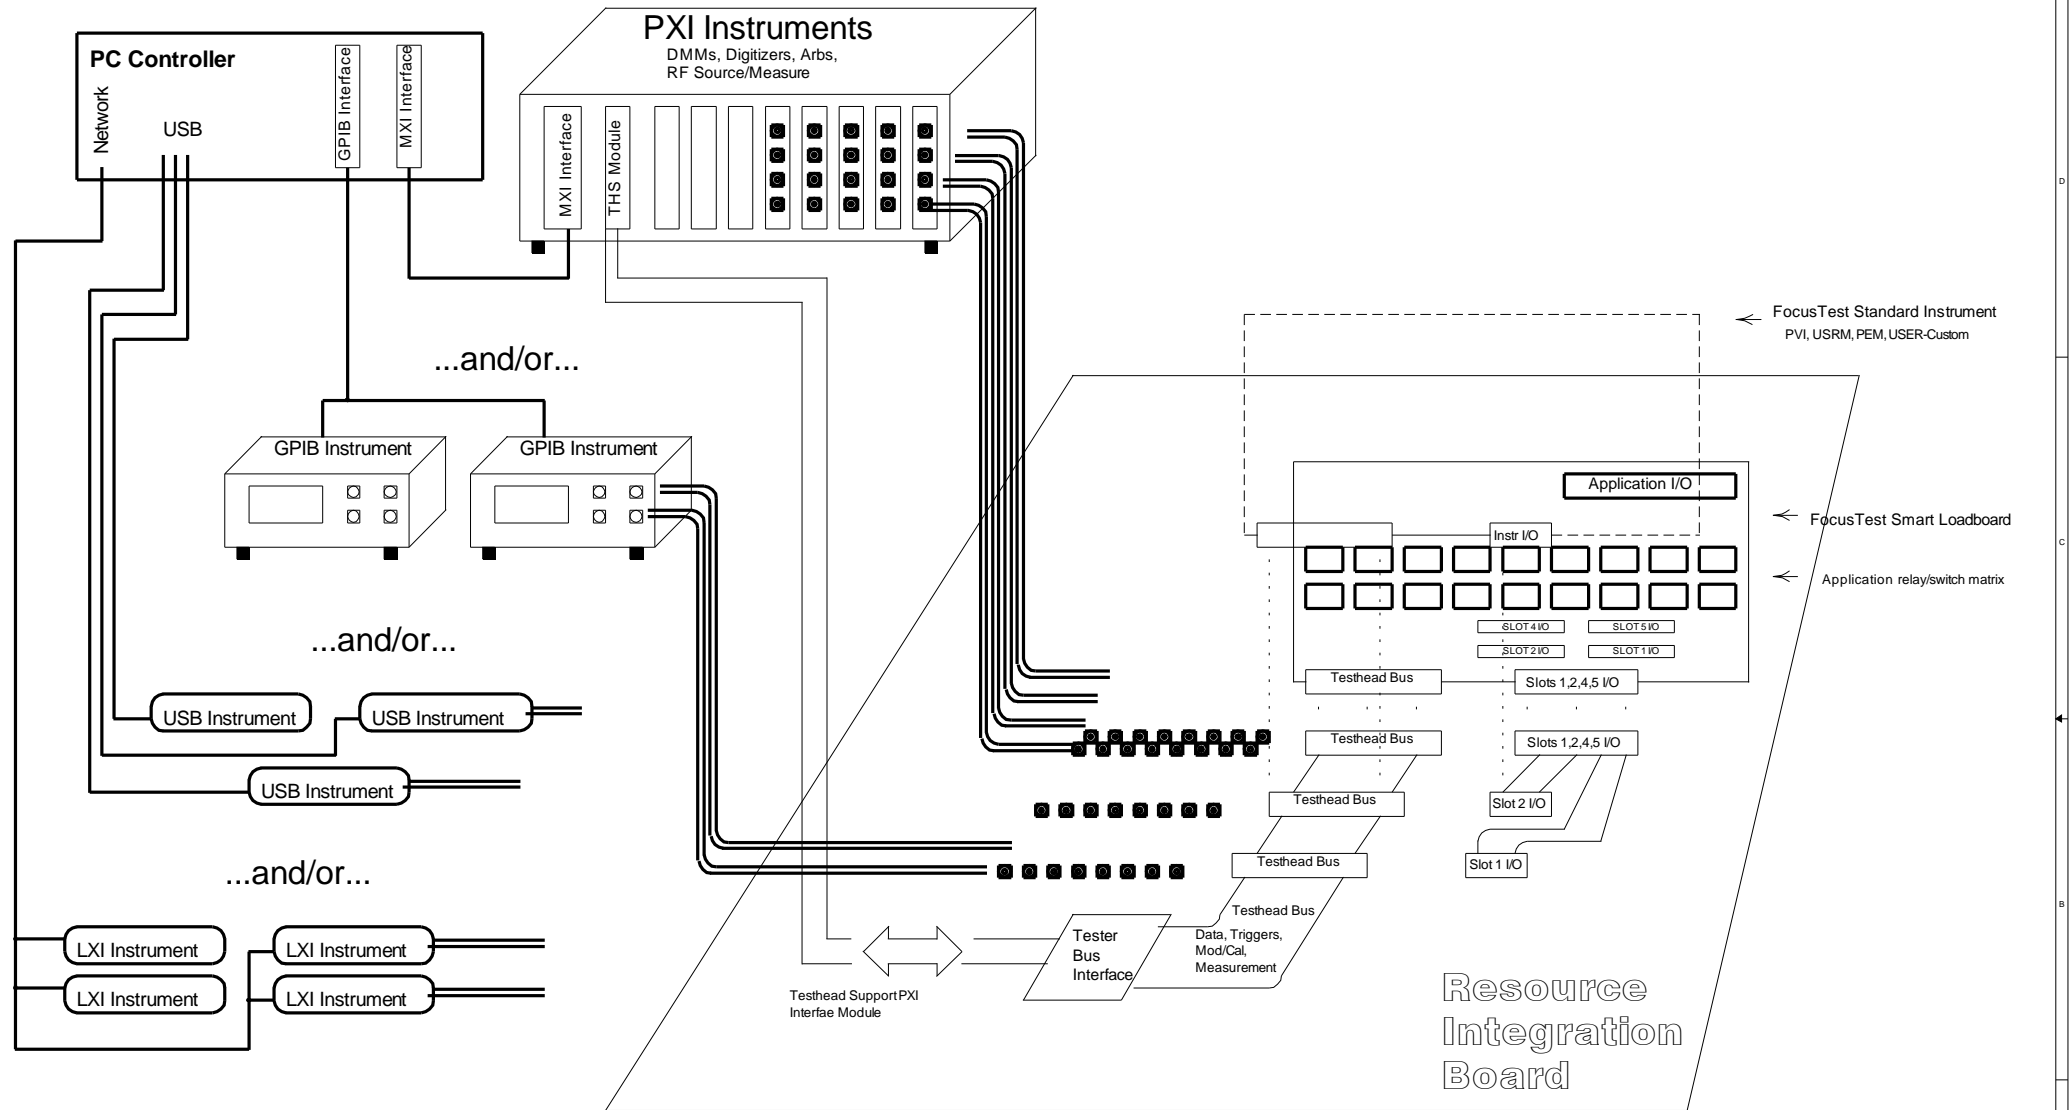 PXI Instruments
DMMs, Digitizers, Arbs,
RF Source/Measure
PC Controller
Network
USB
GPIB Interface
MXI Interface
MXI Interface
THS Module
D
FocusTest Standard Instrument
PVI, USRM, PEM, USER-Custom
...and/or...
GPIB Instrument
GPIB Instrument
Application I/O
FocusTest Smart Loadboard
Instr I/O
C
Application relay/switch matrix
...and/or...
SLOT 4 I/O
SLOT 5 I/O
SLOT 2 I/O
SLOT 1 I/O
Testhead Bus
Slots 1,2,4,5 I/O
USB Instrument
USB Instrument
Testhead Bus
Slots 1,2,4,5 I/O
USB Instrument
Testhead Bus
Slot 2 I/O
...and/or...
Testhead Bus
Slot 1 I/O
B
Testhead Bus
LXI Instrument
LXI Instrument
Tester
Bus
Interface
Data, Triggers,
Mod/Cal,
Measurement
LXI Instrument
LXI Instrument
Testhead Support PXI
Interfae Module
Resource
Integration
Board